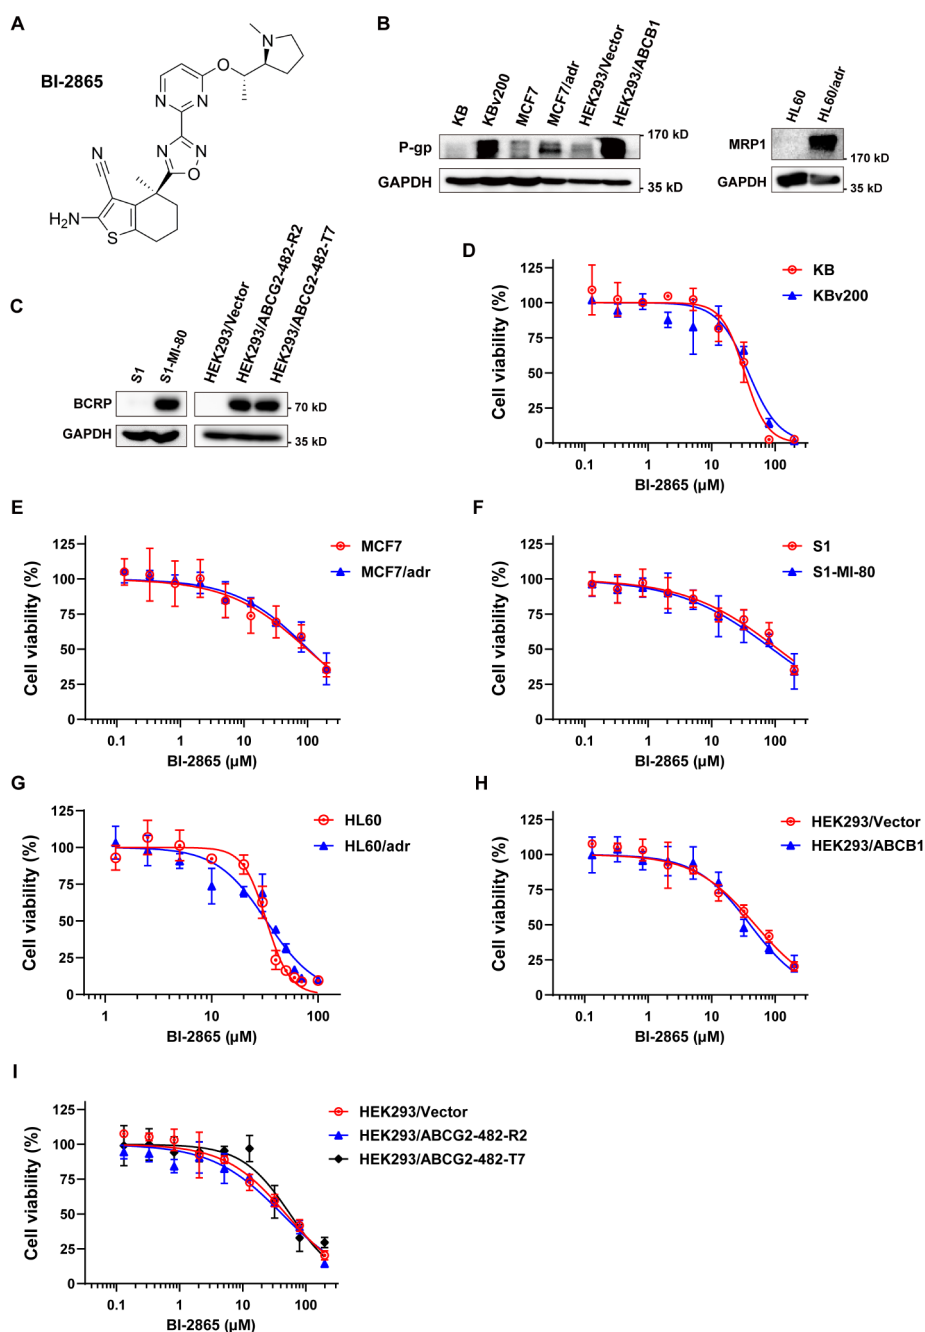 A
BI-2865
N
O
N
N
N
N
N
O
N
H₂N
S
B
KB
KBv200
MCF7
MCF7/adr
HEK293/Vector
HEK293/ABCB1
P-gp
170 kD
GAPDH
35 kD
HL60
HL60/adr
MRP1
170 kD
GAPDH
35 kD
C
S1
S1-MI-80
HEK293/Vector
HEK293/ABCG2-482-R2
HEK293/ABCG2-482-T7
BCRP
70 kD
GAPDH
35 kD
D
KB
KBv200
Cell viability (%)
125
100
75
50
25
0
0.1 1 10 100
BI-2865 (μM)
E
MCF7
MCF7/adr
Cell viability (%)
125
100
75
50
25
0
0.1 1 10 100
BI-2865 (μM)
F
S1
S1-MI-80
Cell viability (%)
125
100
75
50
25
0
0.1 1 10 100
BI-2865 (μM)
G
HL60
HL60/adr
Cell viability (%)
125
100
75
50
25
0
1 10 100
BI-2865 (μM)
H
HEK293/Vector
HEK293/ABCB1
Cell viability (%)
125
100
75
50
25
0
0.1 1 10 100
BI-2865 (μM)
I
HEK293/Vector
HEK293/ABCG2-482-R2
HEK293/ABCG2-482-T7
Cell viability (%)
125
100
75
50
25
0
0.1 1 10 100
BI-2865 (μM)